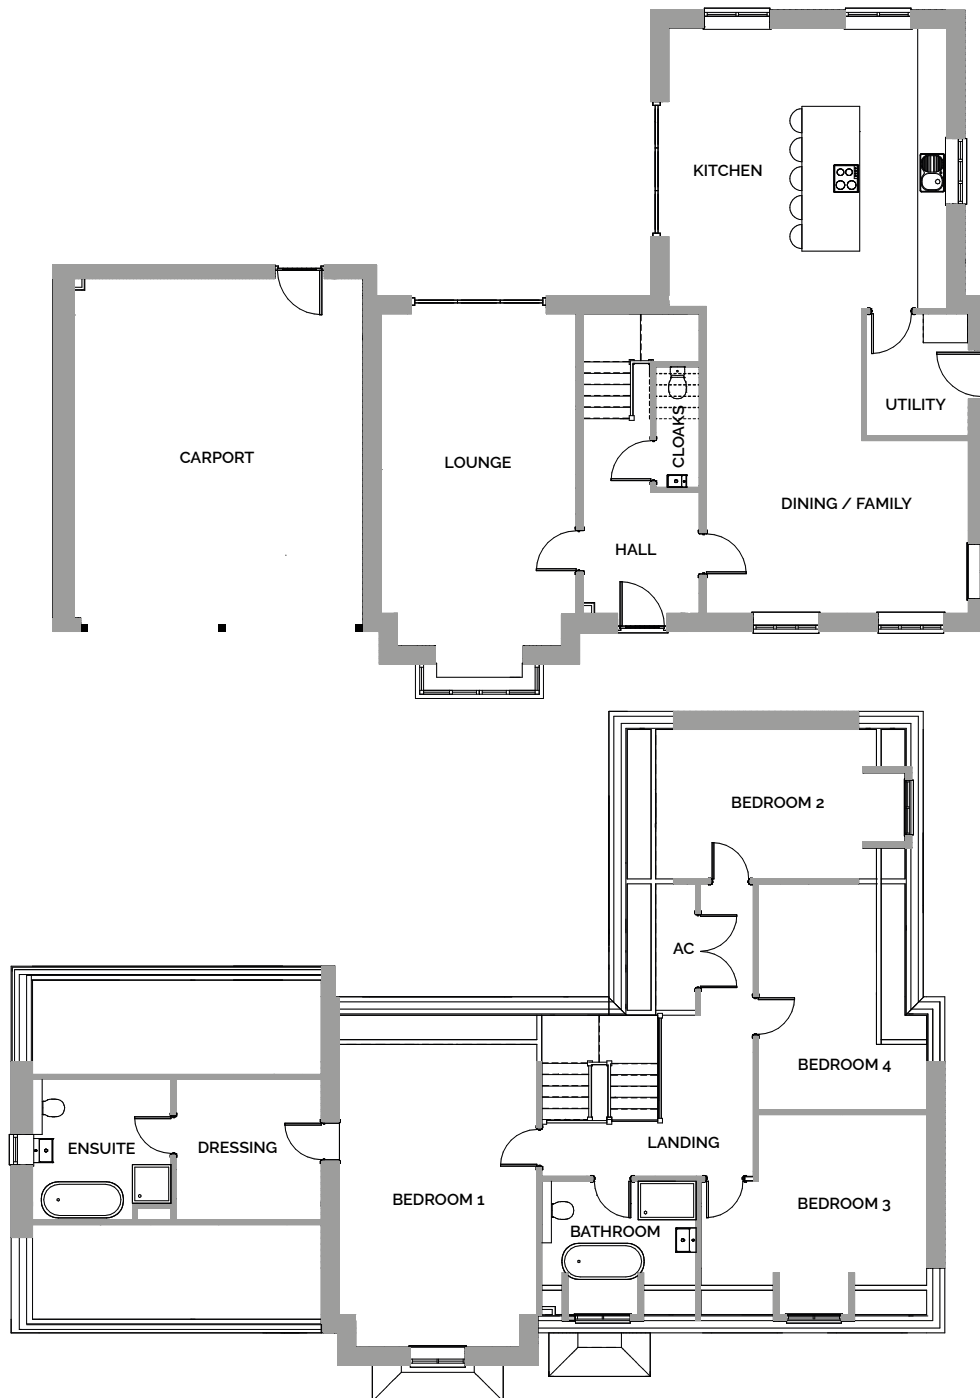 KITCHEN
UTILITY
CARPORT
LOUNGE
CLOAKS
DINING / FAMILY
HALL
BEDROOM 2
AC
BEDROOM 4
ENSUITE
DRESSING
LANDING
BEDROOM 1
BEDROOM 3
BATHROOM